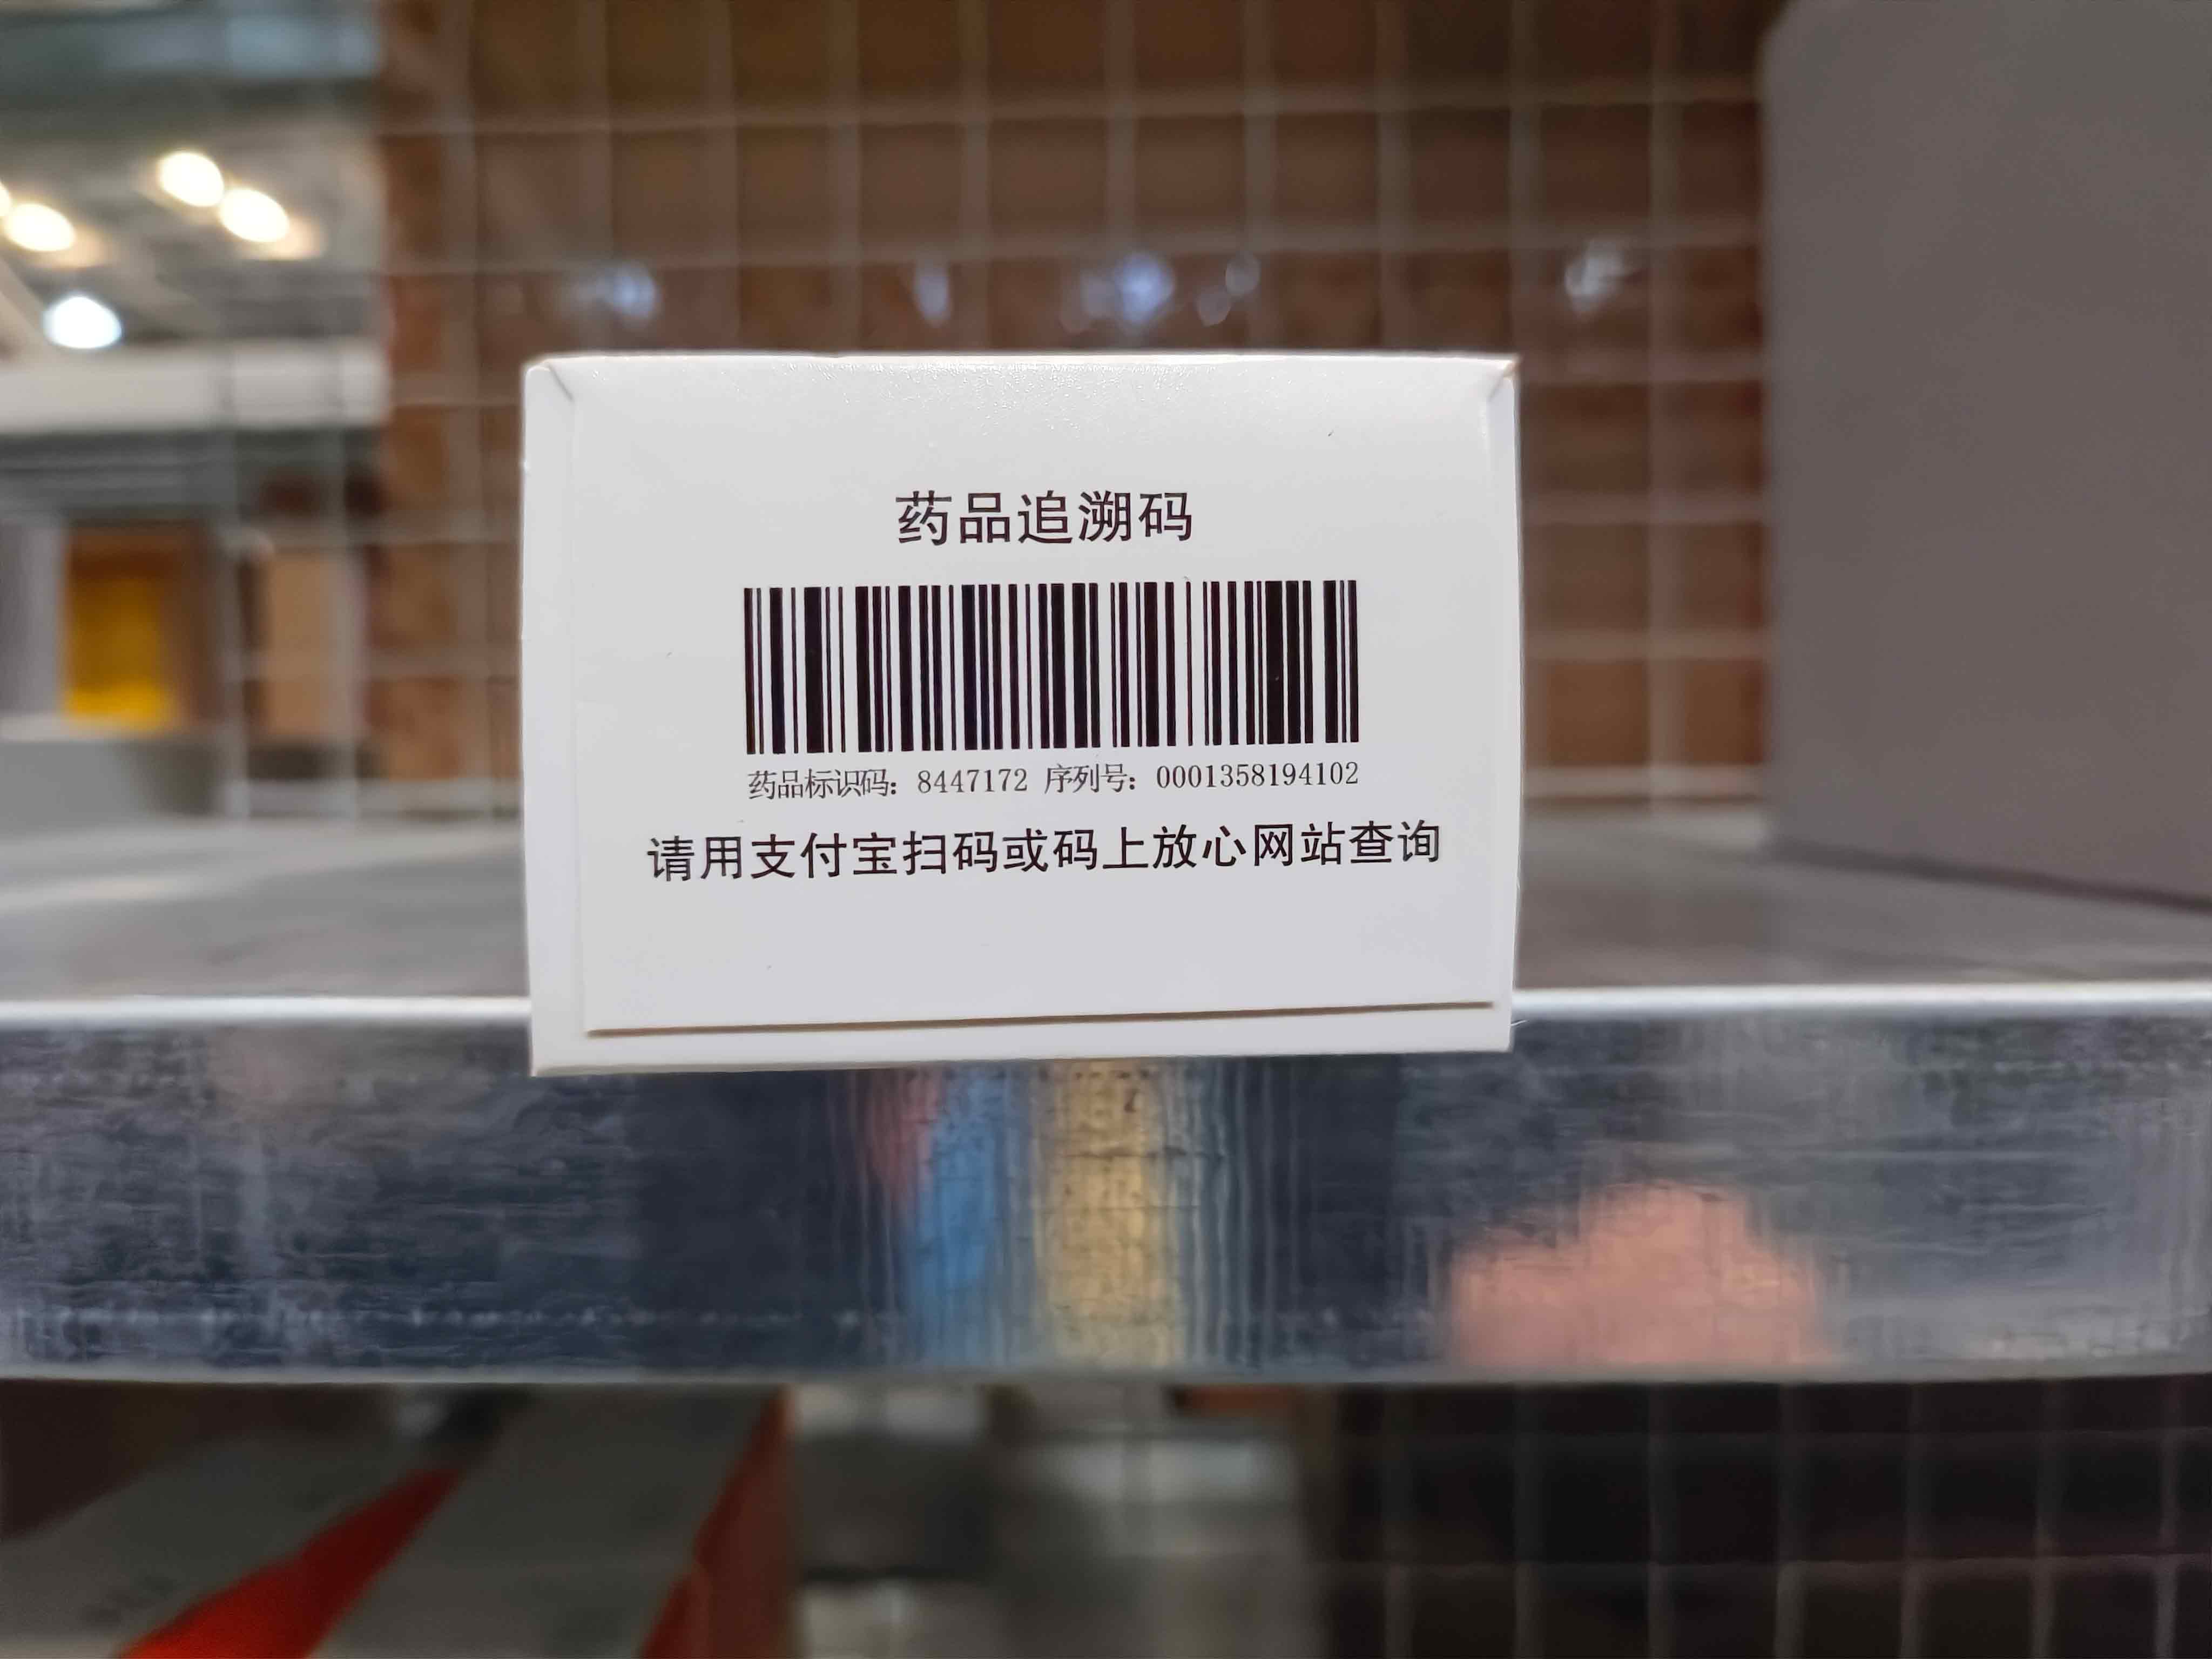 药品追溯码
药品标识码：8447172 序列号：0001358194102
请用支付宝扫码或码上放心网站查询